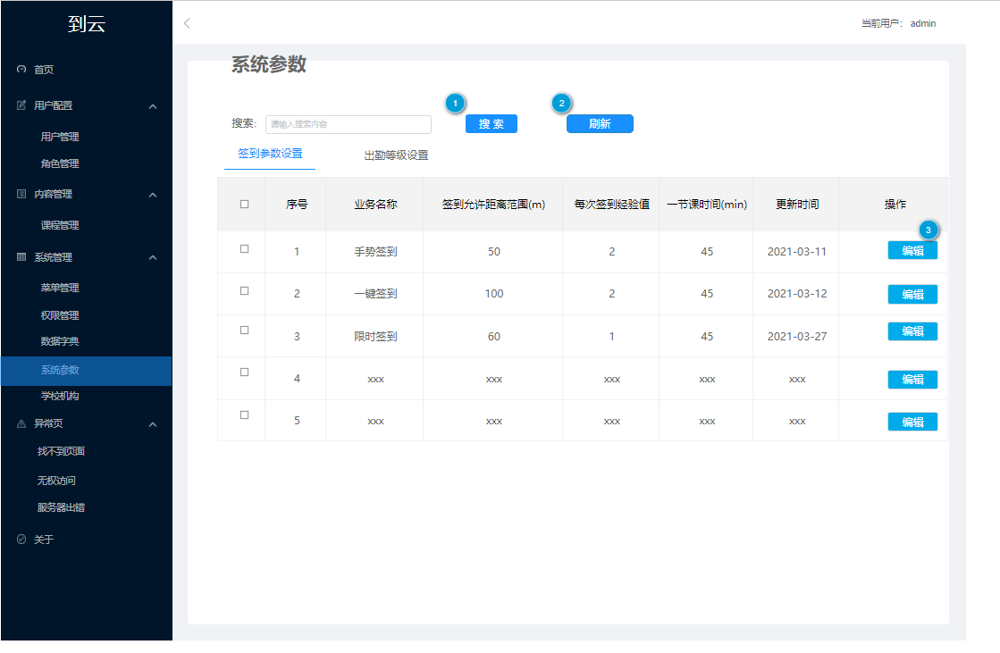 到云
当前用户： admin
首页
用户配置
用户管理
角色管理
内容管理
课程管理
系统管理
菜单管理
权限管理
数据字典
系统参数
学校机构
异常页
找不到页面
无权访问
服务器出错
关于
系统参数
1
2
搜索: 请输入搜索内容 搜 索 刷新
签到参数设置 出勤等级设置
序号 业务名称 签到允许距离范围(m) 每次签到经验值 一节课时间(min) 更新时间 操作
3
1 手势签到 50 2 45 2021-03-11 编辑
2 一键签到 100 2 45 2021-03-12 编辑
3 限时签到 60 1 45 2021-03-27 编辑
4 xxx xxx xxx xxx xxx 编辑
5 xxx xxx xxx xxx xxx 编辑